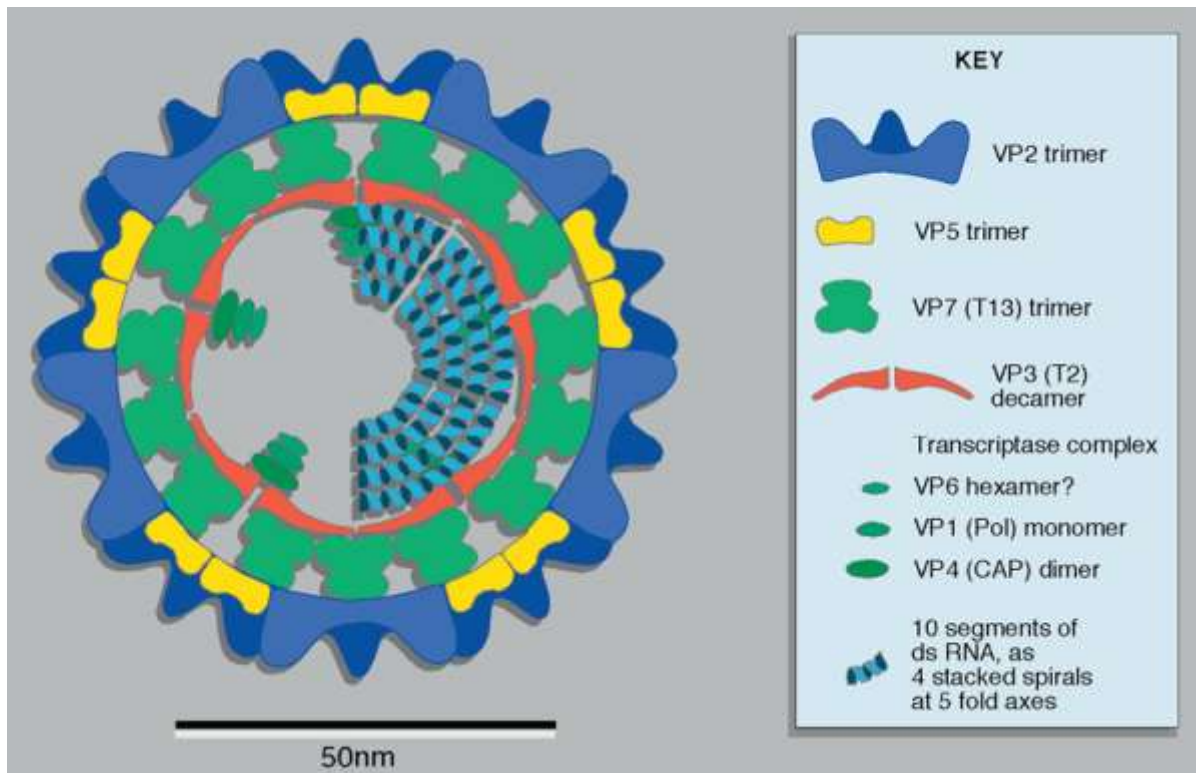 KEY
VP2 trimer
VP5 trimer
VP7 (T13) trimer
VP3 (T2)
decamer
Transcriptase complex
VP6 hexamer?
VP1 (Pol) monomer
VP4 (CAP) dimer
10 segments of
ds RNA, as
4 stacked spirals
at 5 fold axes
50nm